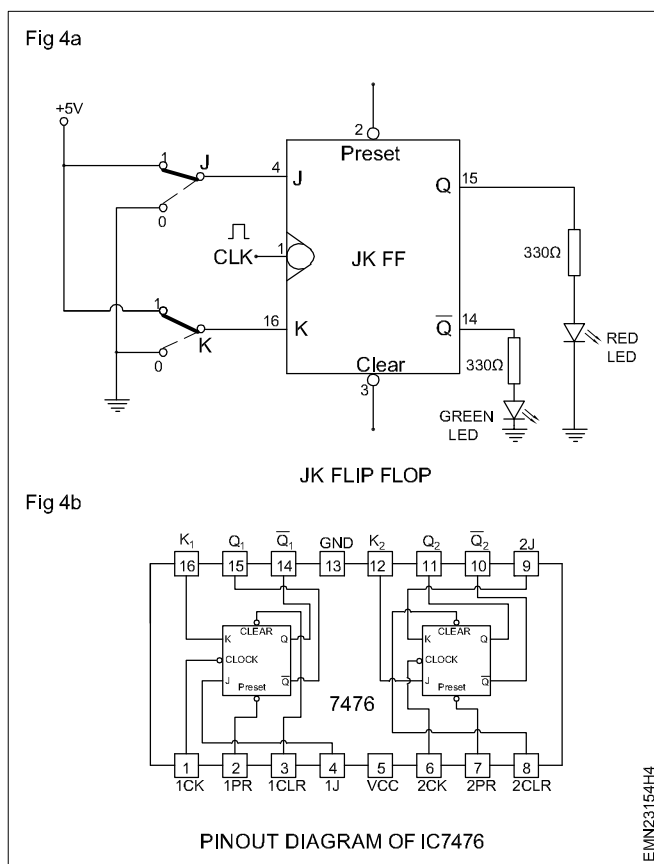 Fig 4a
+5V
2
Preset
1
J
4
J
Q
15
0
1
CLK
JK FF
330Ω
1
16
K
Q̅
14
K
0
330Ω
RED
LED
Clear
3
GREEN
LED
JK FLIP FLOP
Fig 4b
K₁ Q₁ Q̅₁ GND K₂ Q₂ Q̅₂ 2J
16 15 14 13 12 11 10 9
CLEAR
K Q
CLOCK
J Q̅
Preset
CLEAR
K Q
CLOCK
J Q̅
Preset
7476
1 2 3 4 5 6 7 8
1CK 1PR 1CLR 1J VCC 2CK 2PR 2CLR
PINOUT DIAGRAM OF IC7476
EMN23154H4